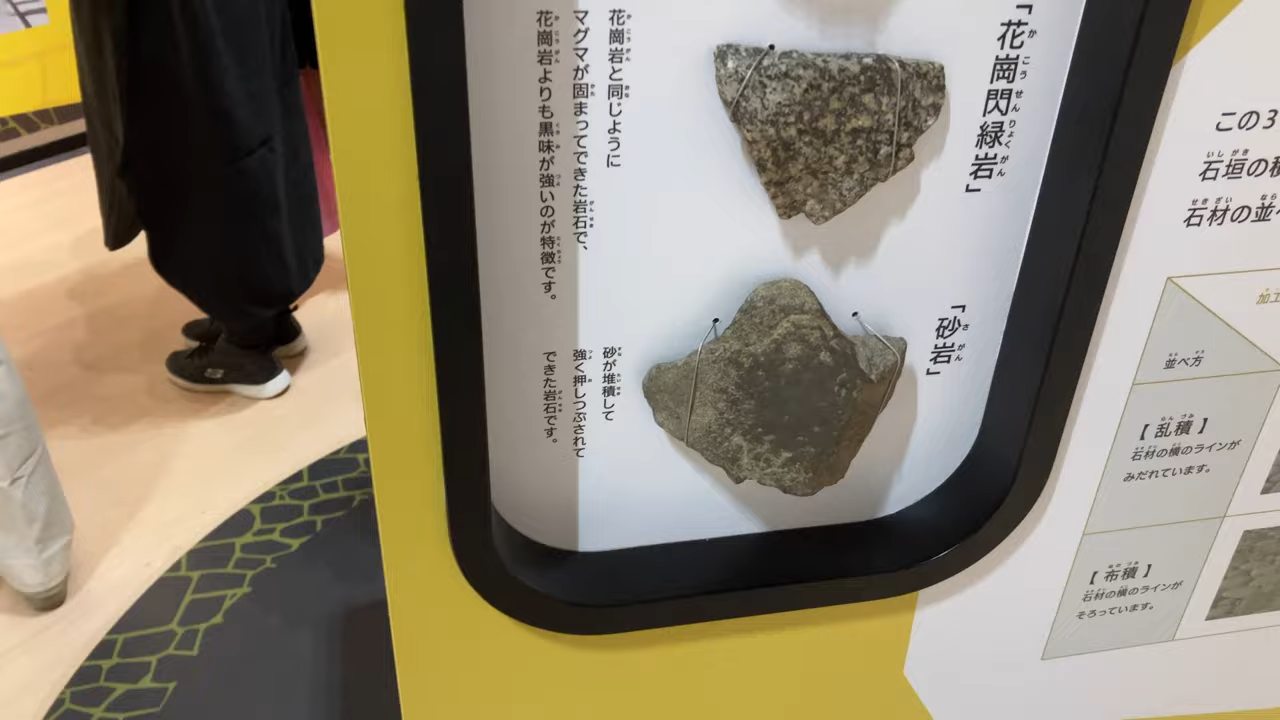 「花崗閃緑岩」
花崗岩と同じように
マグマが固まってできた岩石で、
花崗岩よりも黒味が強いのが特徴です。
「砂岩」
砂が堆積して
強く押しつぶされて
できた岩石です。
この3
石垣の
石材の並
加工
並べ方
【乱積】
石材の横のラインが
みだれています。
【布積】
石材の横のラインが
そろっています。